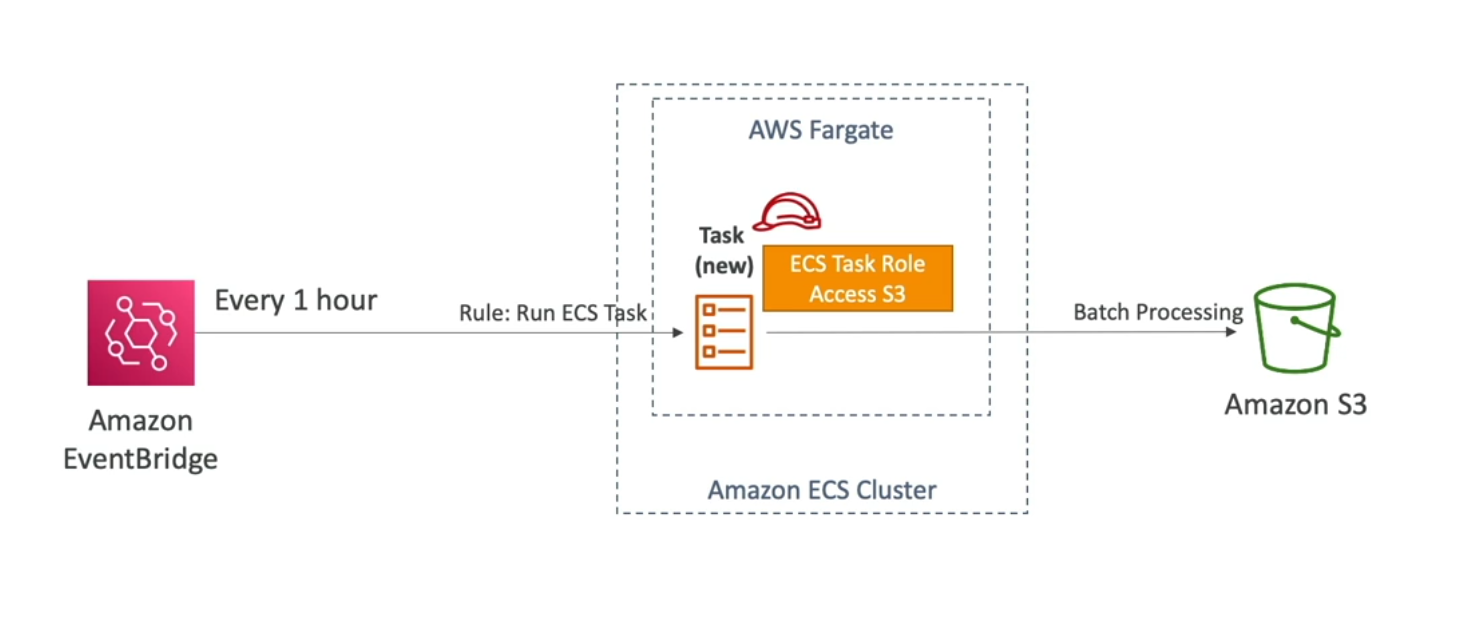 AWS Fargate
Task
(new)
ECS Task Role
Access S3
Every 1 hour
Rule: Run ECS Task
Batch Processing
Amazon
EventBridge
Amazon S3
Amazon ECS Cluster